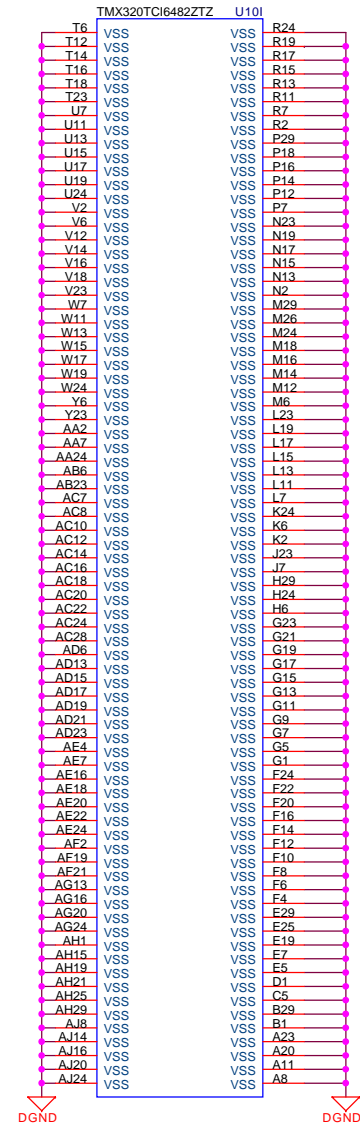 TMX320TCI6482ZTZ U10I
T6 VSS VSS R24
T12 VSS VSS R19
T14 VSS VSS R17
T16 VSS VSS R15
T18 VSS VSS R13
T23 VSS VSS R11
U7 VSS VSS R7
U11 VSS VSS R2
U13 VSS VSS P29
U15 VSS VSS P18
U17 VSS VSS P16
U19 VSS VSS P14
U24 VSS VSS P12
V2 VSS VSS P7
V6 VSS VSS N23
V12 VSS VSS N19
V14 VSS VSS N17
V16 VSS VSS N15
V18 VSS VSS N13
V23 VSS VSS N2
W7 VSS VSS M29
W11 VSS VSS M26
W13 VSS VSS M24
W15 VSS VSS M18
W17 VSS VSS M16
W19 VSS VSS M14
W24 VSS VSS M12
Y6 VSS VSS M6
Y23 VSS VSS L23
AA2 VSS VSS L19
AA7 VSS VSS L17
AA24 VSS VSS L15
AB6 VSS VSS L13
AB23 VSS VSS L11
AC7 VSS VSS L7
AC8 VSS VSS K24
AC10 VSS VSS K6
AC12 VSS VSS K2
AC14 VSS VSS J23
AC16 VSS VSS J7
AC18 VSS VSS H29
AC20 VSS VSS H24
AC22 VSS VSS H6
AC24 VSS VSS G23
AC28 VSS VSS G21
AD6 VSS VSS G19
AD13 VSS VSS G17
AD15 VSS VSS G15
AD17 VSS VSS G13
AD19 VSS VSS G11
AD21 VSS VSS G9
AD23 VSS VSS G7
AE4 VSS VSS G5
AE7 VSS VSS G1
AE16 VSS VSS F24
AE18 VSS VSS F22
AE20 VSS VSS F20
AE22 VSS VSS F16
AE24 VSS VSS F14
AF2 VSS VSS F12
AF19 VSS VSS F10
AF21 VSS VSS F8
AG13 VSS VSS F6
AG16 VSS VSS F4
AG20 VSS VSS E29
AG24 VSS VSS E25
AH1 VSS VSS E19
AH15 VSS VSS E7
AH19 VSS VSS E5
AH21 VSS VSS D1
AH25 VSS VSS C5
AH29 VSS VSS B29
AJ8 VSS VSS B1
AJ14 VSS VSS A23
AJ16 VSS VSS A20
AJ20 VSS VSS A11
AJ24 VSS VSS A8
DGND DGND